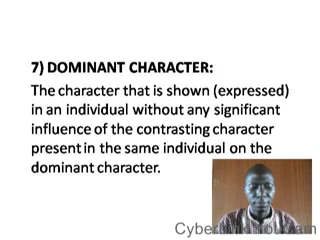 7) DOMINANT CHARACTER:
The character that is shown (expressed)
in an individual without any significant
influence of the contrasting character
present in the same individual on the
dominant character.